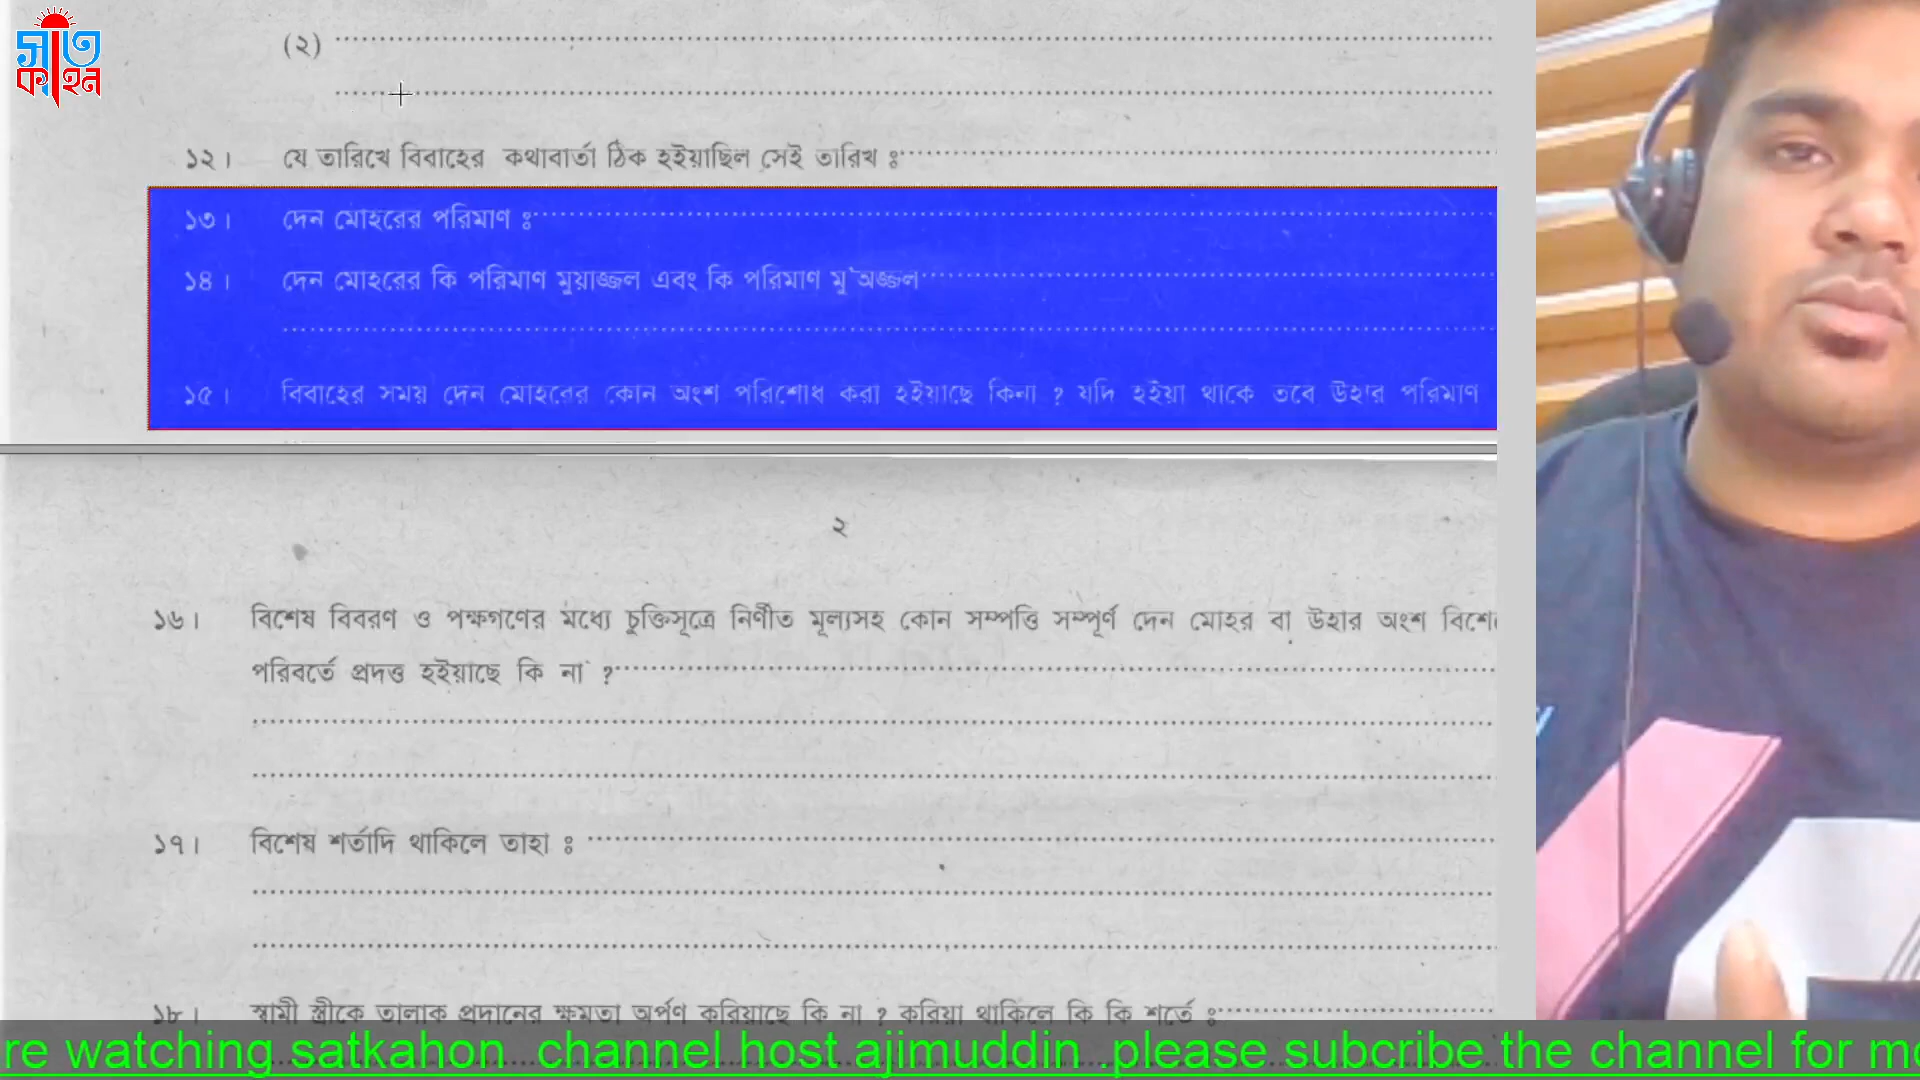 সাতকাহন
(২)
১২। যে তারিখে বিবাহের কথাবার্তা ঠিক হইয়াছিল সেই তারিখ ঃ
১৩। দেন মোহরের পরিমাণ ঃ
১৪। দেন মোহরের কি পরিমাণ মুয়াজ্জল এবং কি পরিমাণ মু'অজ্জল
১৫। বিবাহের সময় দেন মোহরের কোন অংশ পরিশোধ করা হইয়াছে কিনা ? যদি হইয়া থাকে তবে উহার পরিমাণ
২
১৬। বিশেষ বিবরণ ও পক্ষগণের মধ্যে চুক্তিসূত্রে নির্ণীত মূল্যসহ কোন সম্পত্তি সম্পূর্ণ দেন মোহর বা উহার অংশ
পরিবর্তে প্রদত্ত হইয়াছে কি না ?
১৭। বিশেষ শর্তাদি থাকিলে তাহা ঃ
১৮। স্বামী স্ত্রীকে তালাক প্রদানের ক্ষমতা অর্পণ করিয়াছে কি না ? করিয়া থাকিলে কি কি শর্তে ঃ
re watching satkahon channel host ajimuddin .please subcribe the channel for